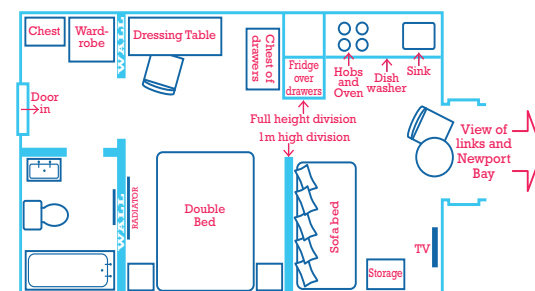 Chest
Ward-
robe
WALL
Dressing Table
Chest of
drawers
Fridge
over
drawers
Hobs
and
Oven
Dish
washer
Sink
Door
in
Full height division
1m high division
View of
links and
Newport
Bay
WALL
RADIATOR
Double
Bed
Sofa bed
TV
Storage